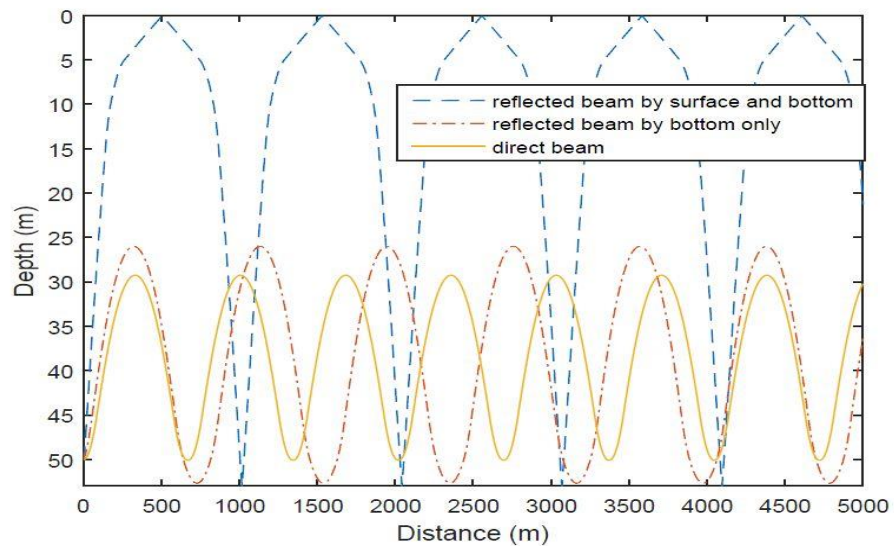 0
5
10
15
20
25
30
35
40
45
50
Depth (m)
reflected beam by surface and bottom
reflected beam by bottom only
direct beam
0 500 1000 1500 2000 2500 3000 3500 4000 4500 5000
Distance (m)